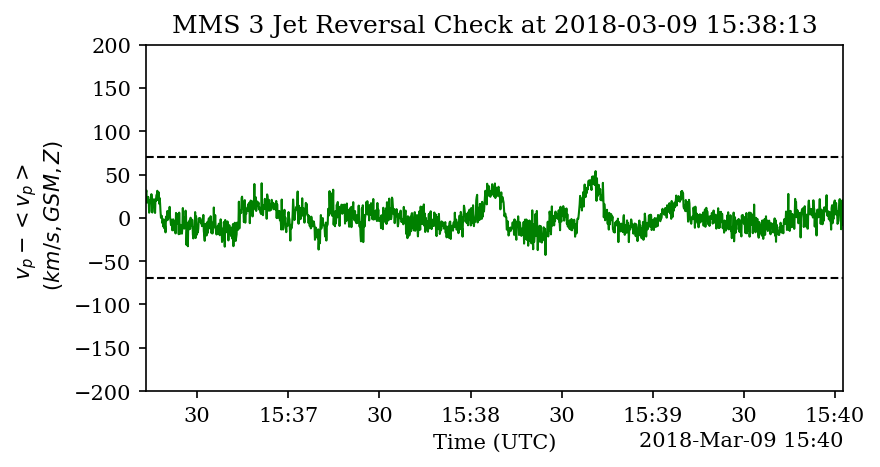 MMS 3 Jet Reversal Check at 2018-03-09 15:38:13
200
150
100
50
0
−50
−100
−150
−200
v_p − < v_p >
(km/s, GSM, Z)
30 15:37 30 15:38 30 15:39 30 15:40
Time (UTC) 2018-Mar-09 15:40